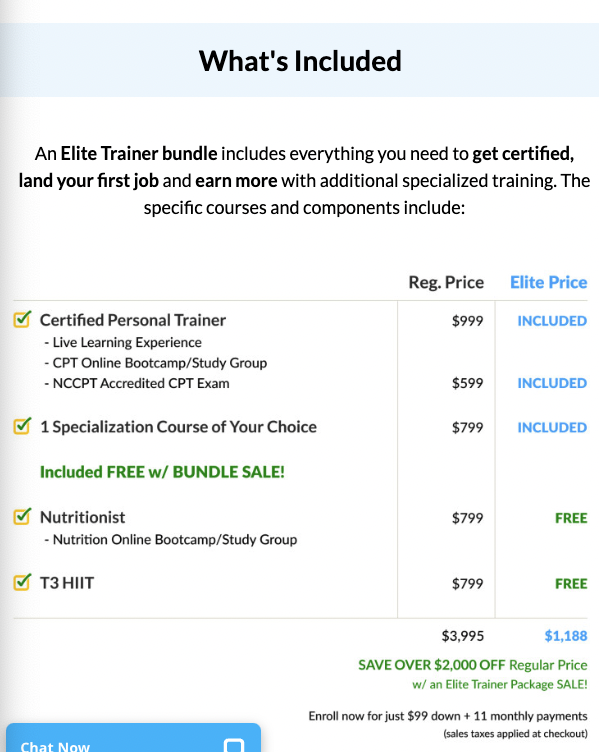 What's Included
An Elite Trainer bundle includes everything you need to get certified,
land your first job and earn more with additional specialized training. The
specific courses and components include:
Reg. Price Elite Price
Certified Personal Trainer $999 INCLUDED
- Live Learning Experience
- CPT Online Bootcamp/Study Group
- NCCPT Accredited CPT Exam $599 INCLUDED
1 Specialization Course of Your Choice $799 INCLUDED
Included FREE w/ BUNDLE SALE!
Nutritionist $799 FREE
- Nutrition Online Bootcamp/Study Group
T3 HIIT $799 FREE
$3,995 $1,188
SAVE OVER $2,000 OFF Regular Price
w/ an Elite Trainer Package SALE!
Enroll now for just $99 down + 11 monthly payments
(sales taxes applied at checkout)
Chat Now